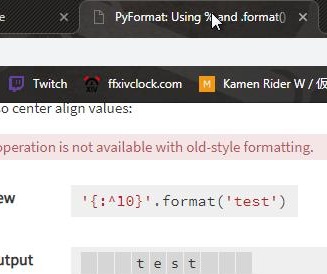 e × PyFormat: Using % and .format() ×
Twitch ffxivclock.com Kamen Rider W / 仮
o center align values:
operation is not available with old-style formatting.
ew
'{:^10}'.format('test')
utput
test